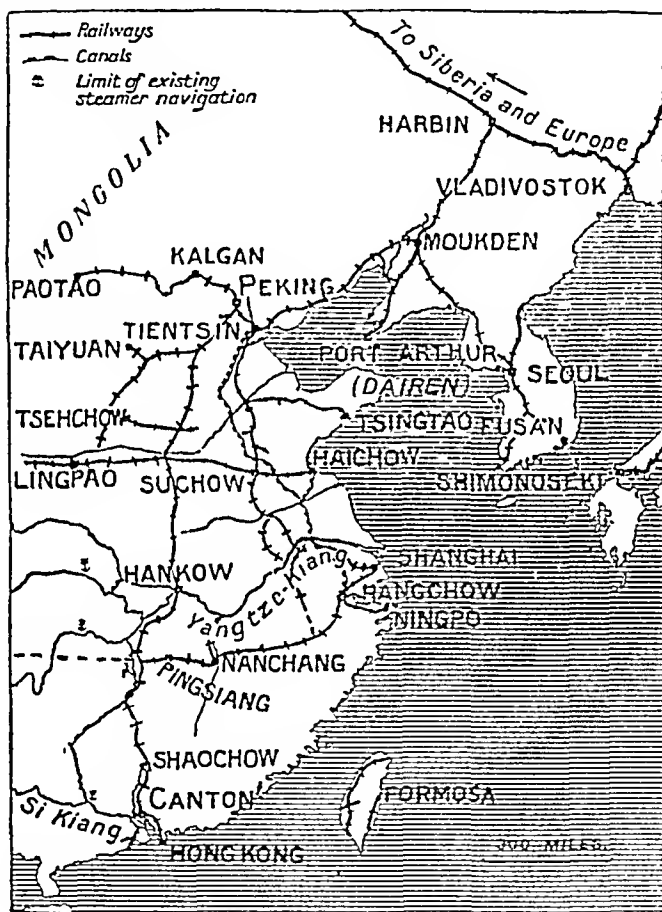 Railways
Canals
Limit of existing
steamer navigation
To Siberia and Europe
HARBIN
MONGOLIA
VLADIVOSTOK
MOUKDEN
KALGAN
PEKING
PAOTAO
TIENTSIN
TAIYUAN
PORT ARTHUR
(DAIREN)
SEOUL
TSEHCHOW
TSINGTAO
FUSAN
HAICHOW
LINGPAO
SUCHOW
SHIMONOSEKI
SHANGHAI
HANKOW
Yangtze-Kiang
HANGCHOW
NINGPO
NANCHANG
PINGSIANG
SHAOCHOW
CANTON
FORMOSA
Si Kiang
HONG KONG
300 MILES.